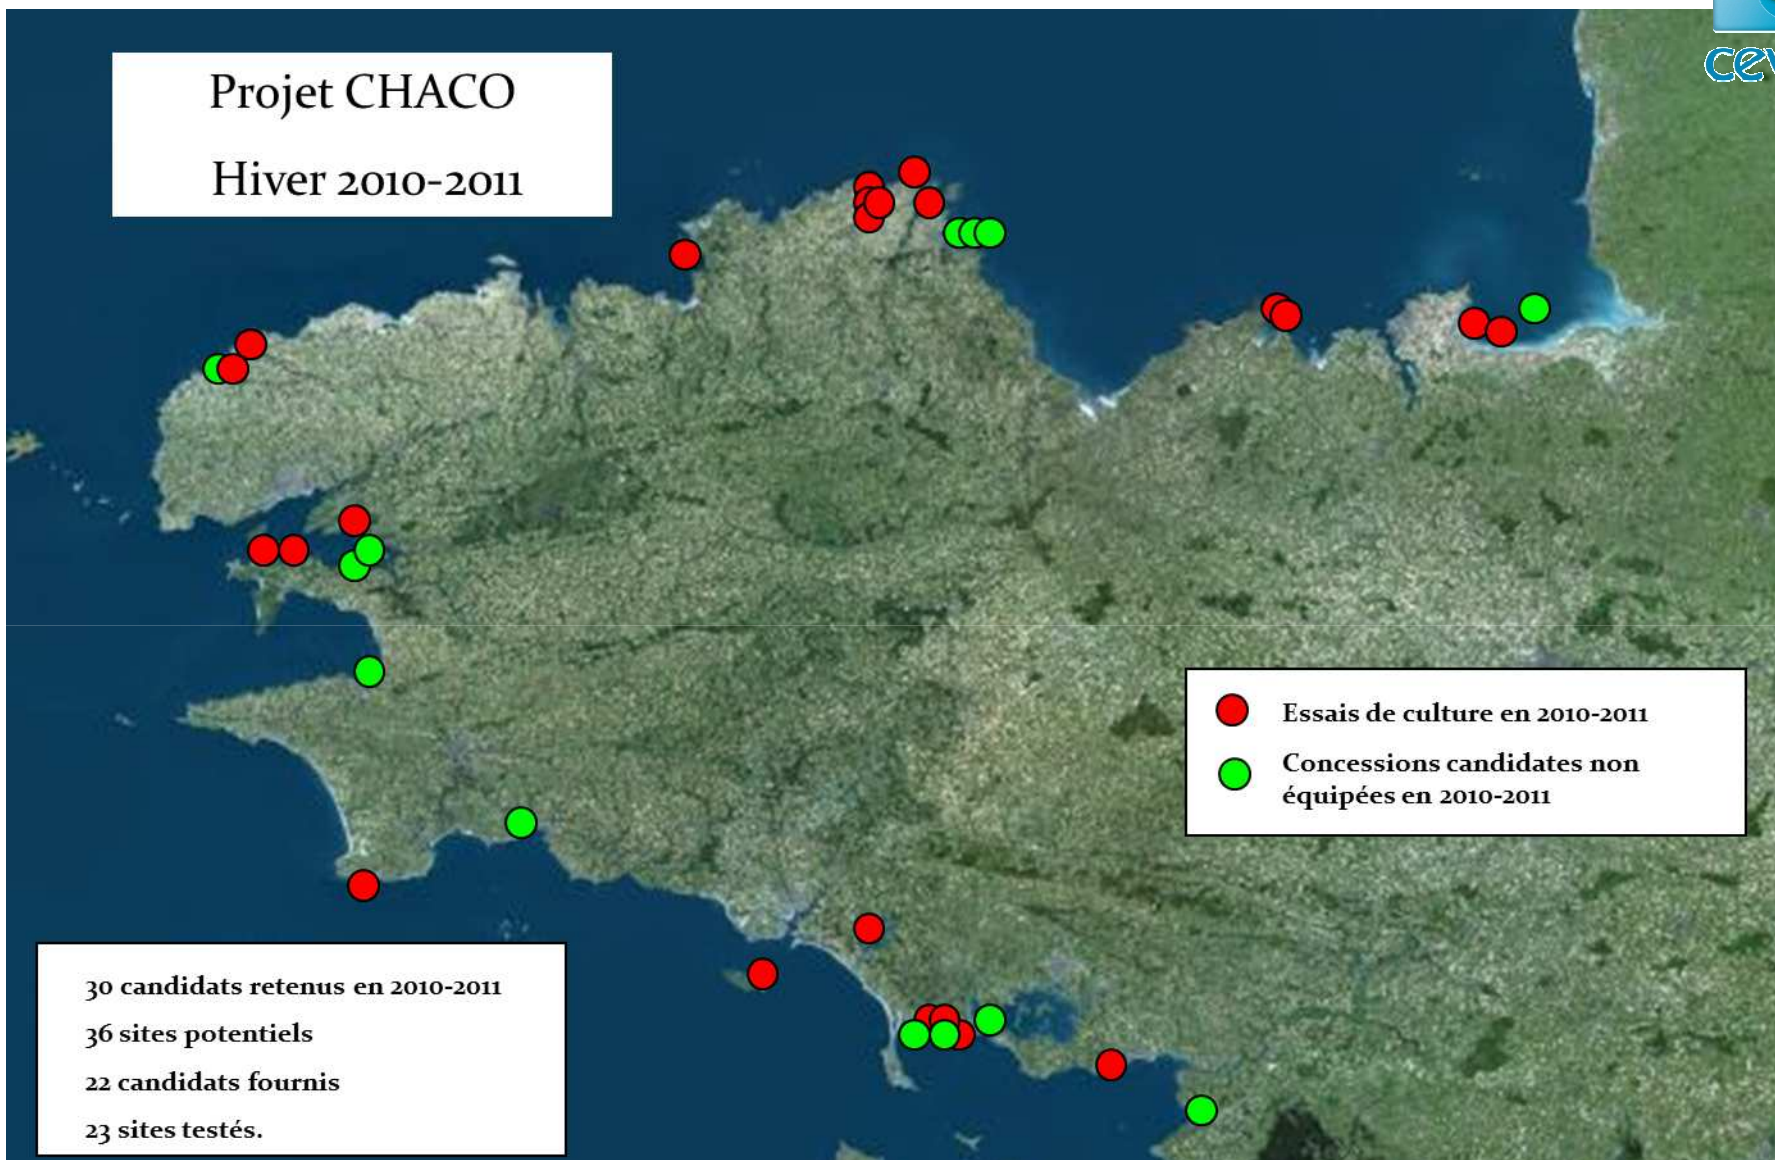 Projet CHACO
Hiver 2010-2011
Essais de culture en 2010-2011
Concessions candidates non
équipées en 2010-2011
30 candidats retenus en 2010-2011
36 sites potentiels
22 candidats fournis
23 sites testés.